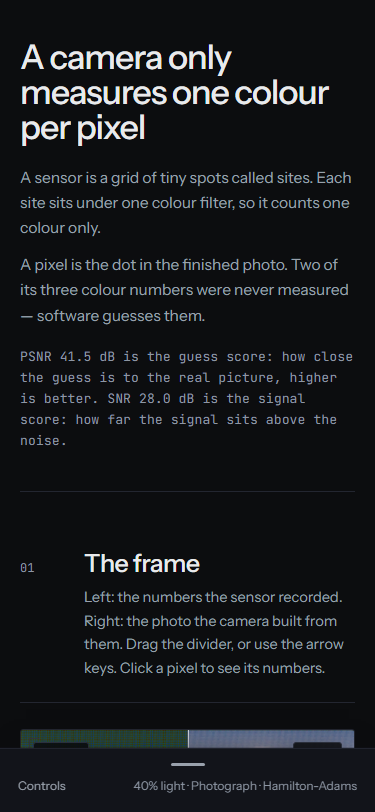 A camera only
measures one colour
per pixel
A sensor is a grid of tiny spots called sites. Each
site sits under one colour filter, so it counts one
colour only.
A pixel is the dot in the finished photo. Two of
its three colour numbers were never measured
— software guesses them.
PSNR 41.5 dB is the guess score: how close
the guess is to the real picture, higher
is better. SNR 28.0 dB is the signal
score: how far the signal sits above the
noise.
01
The frame
Left: the numbers the sensor recorded.
Right: the photo the camera built from
them. Drag the divider, or use the arrow
keys. Click a pixel to see its numbers.
Controls
40% light · Photograph · Hamilton-Adams